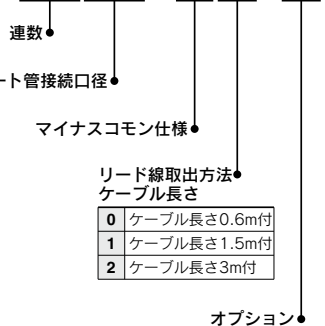 連数
ート管接続口径
マイナスコモン仕様
リード線取出方法
ケーブル長さ
0 ケーブル長さ0.6m付
1 ケーブル長さ1.5m付
2 ケーブル長さ3m付
オプション